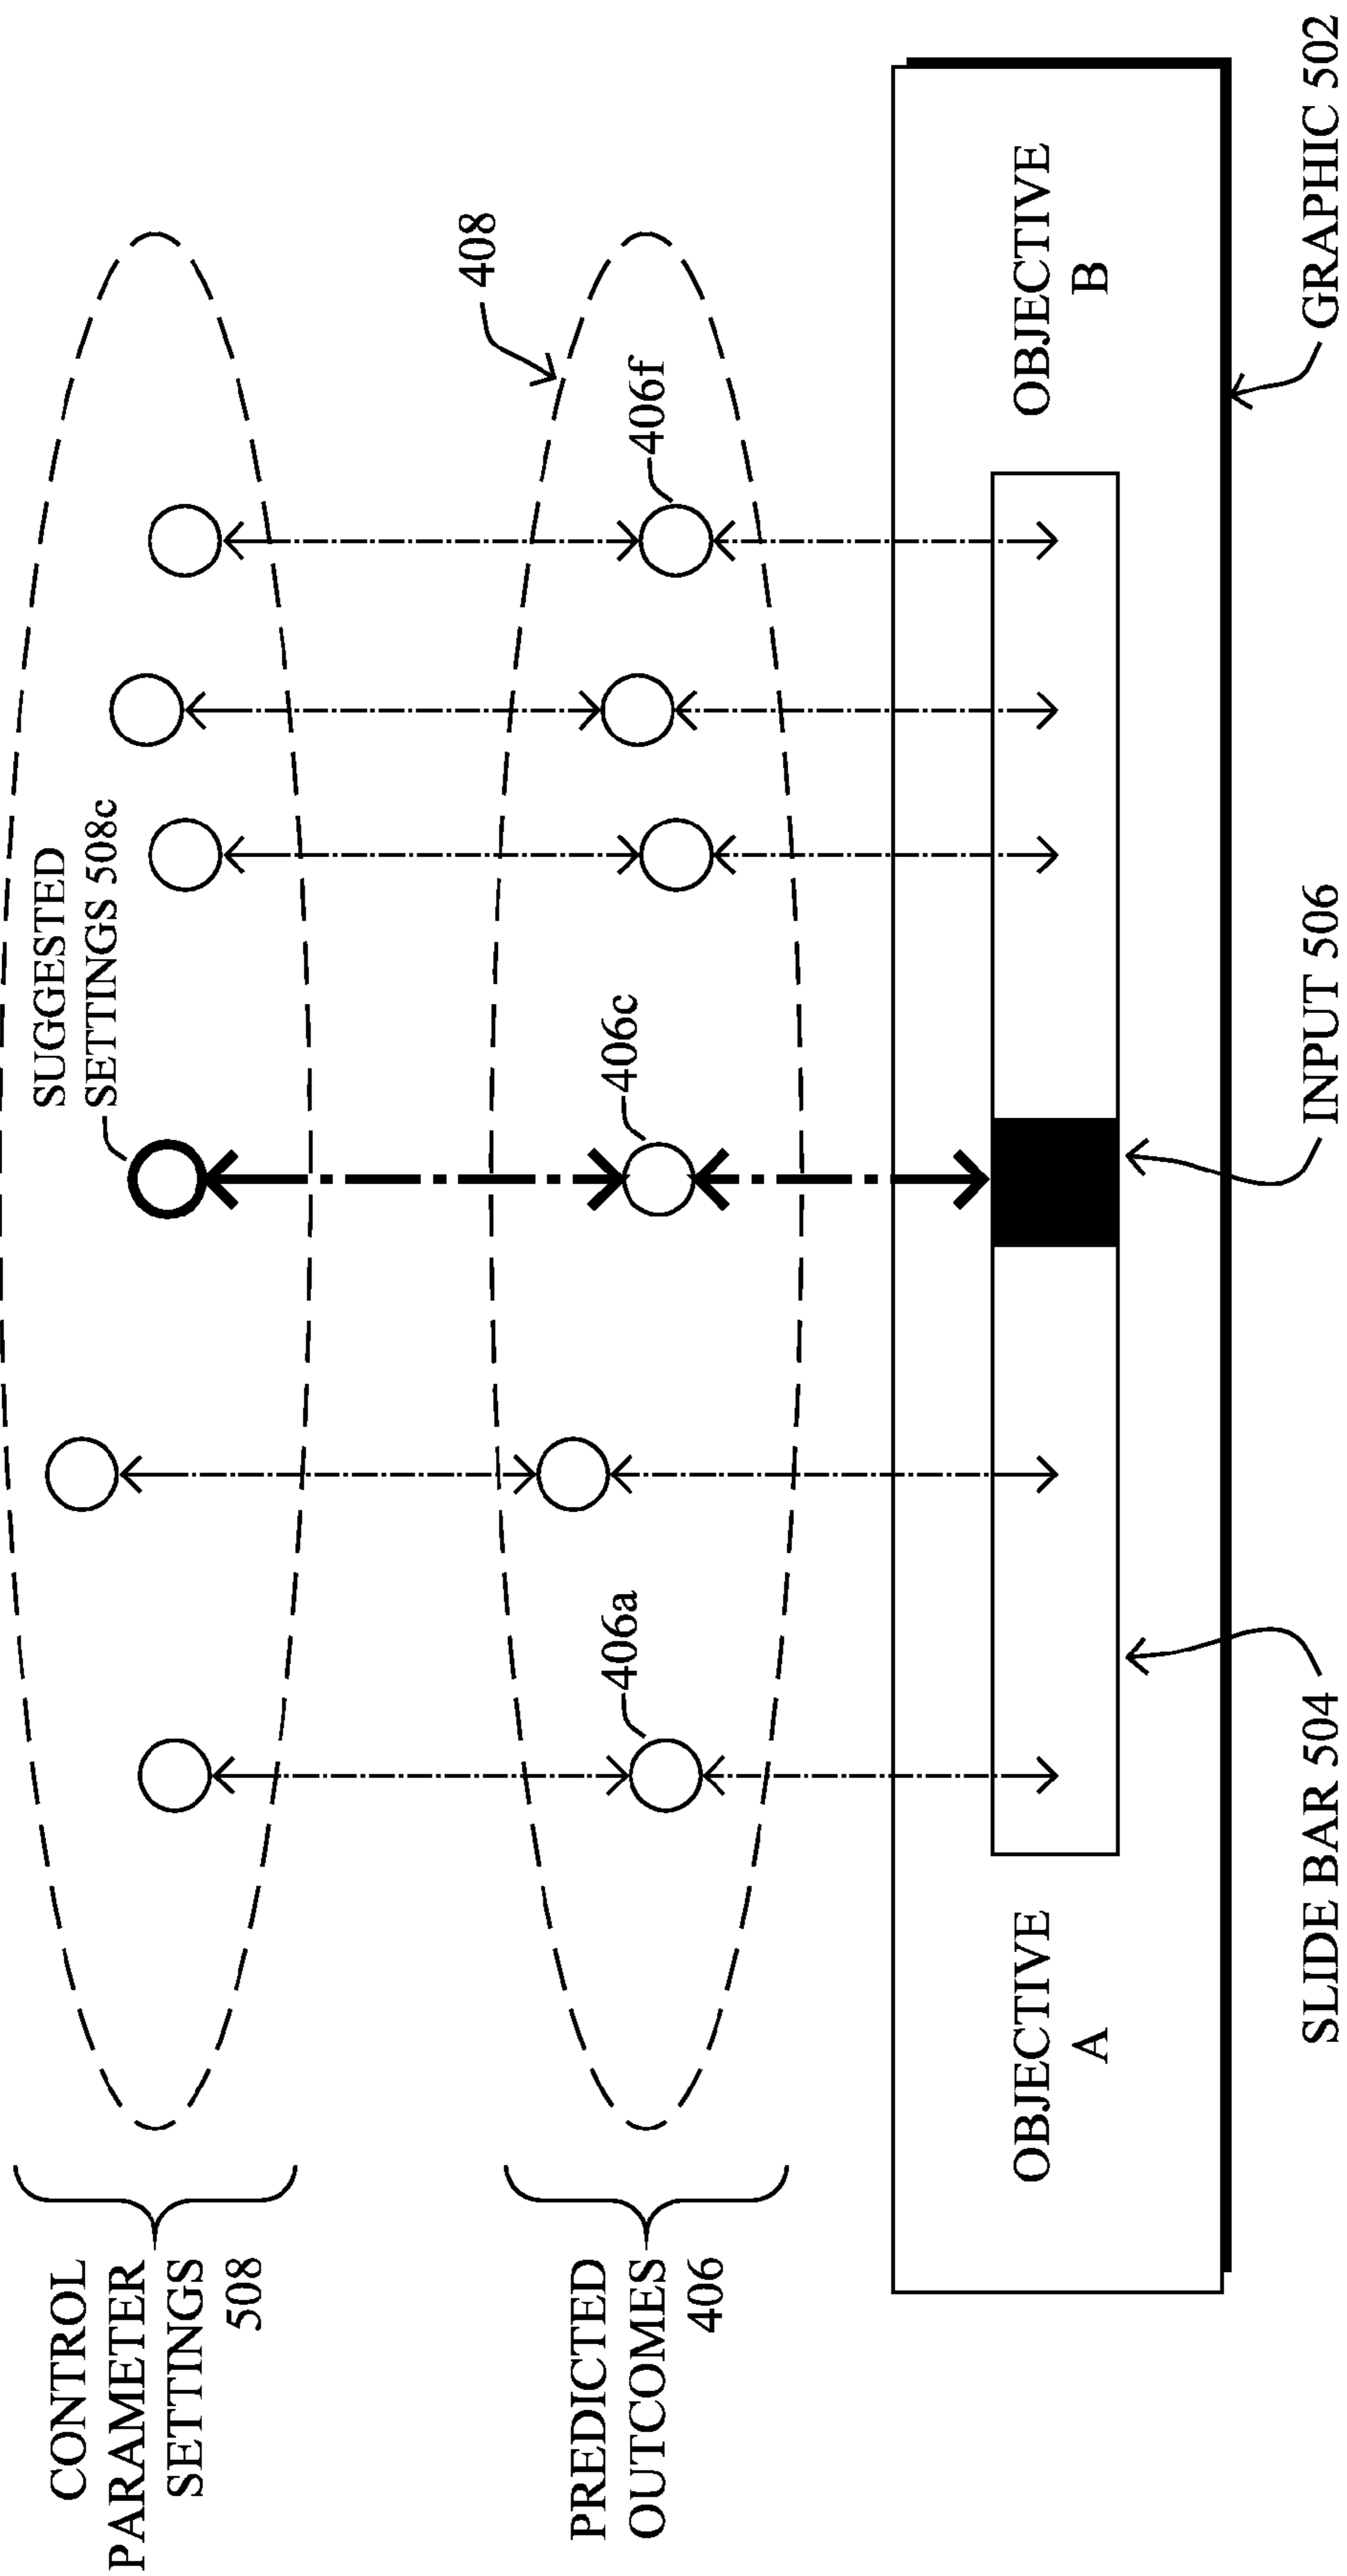 CONTROL
PARAMETER
SETTINGS
508
SUGGESTED
SETTINGS 508c
PREDICTED
OUTCOMES
406
406a
406c
406f
408
OBJECTIVE
A
OBJECTIVE
B
SLIDE BAR 504
INPUT 506
GRAPHIC 502